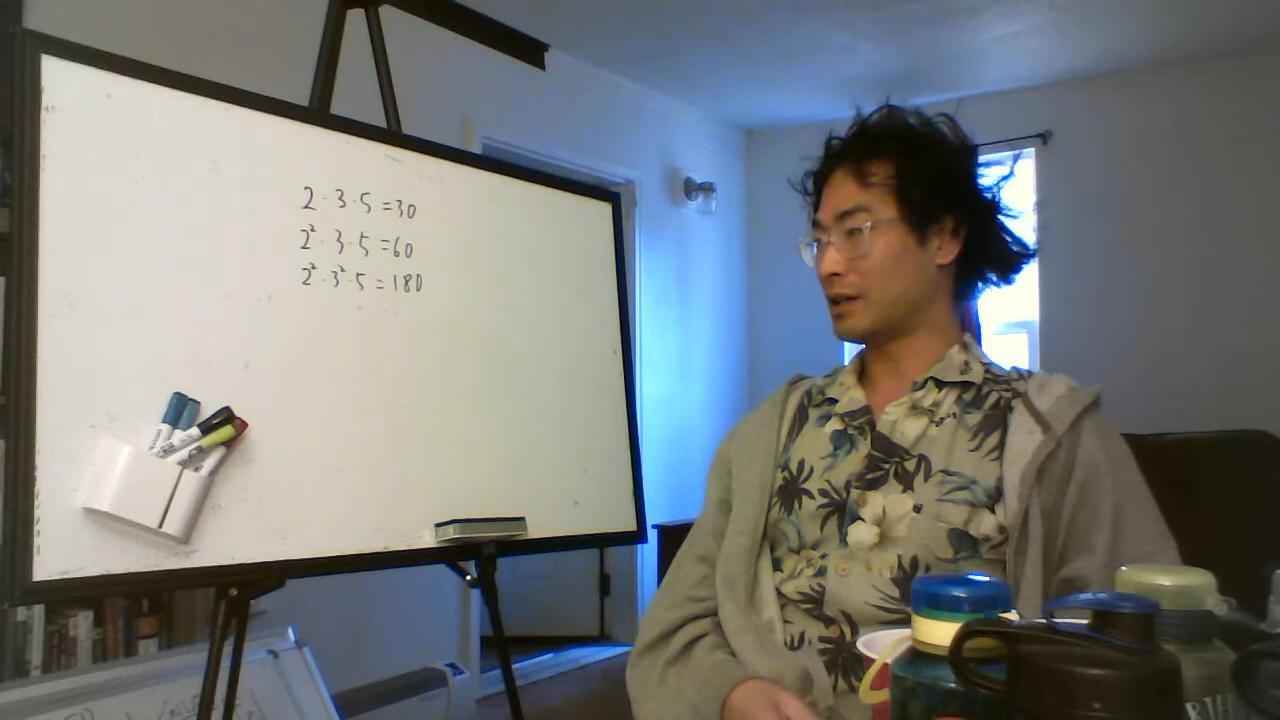 2 · 3 · 5 = 30
2² · 3 · 5 = 60
2² · 3² · 5 = 180